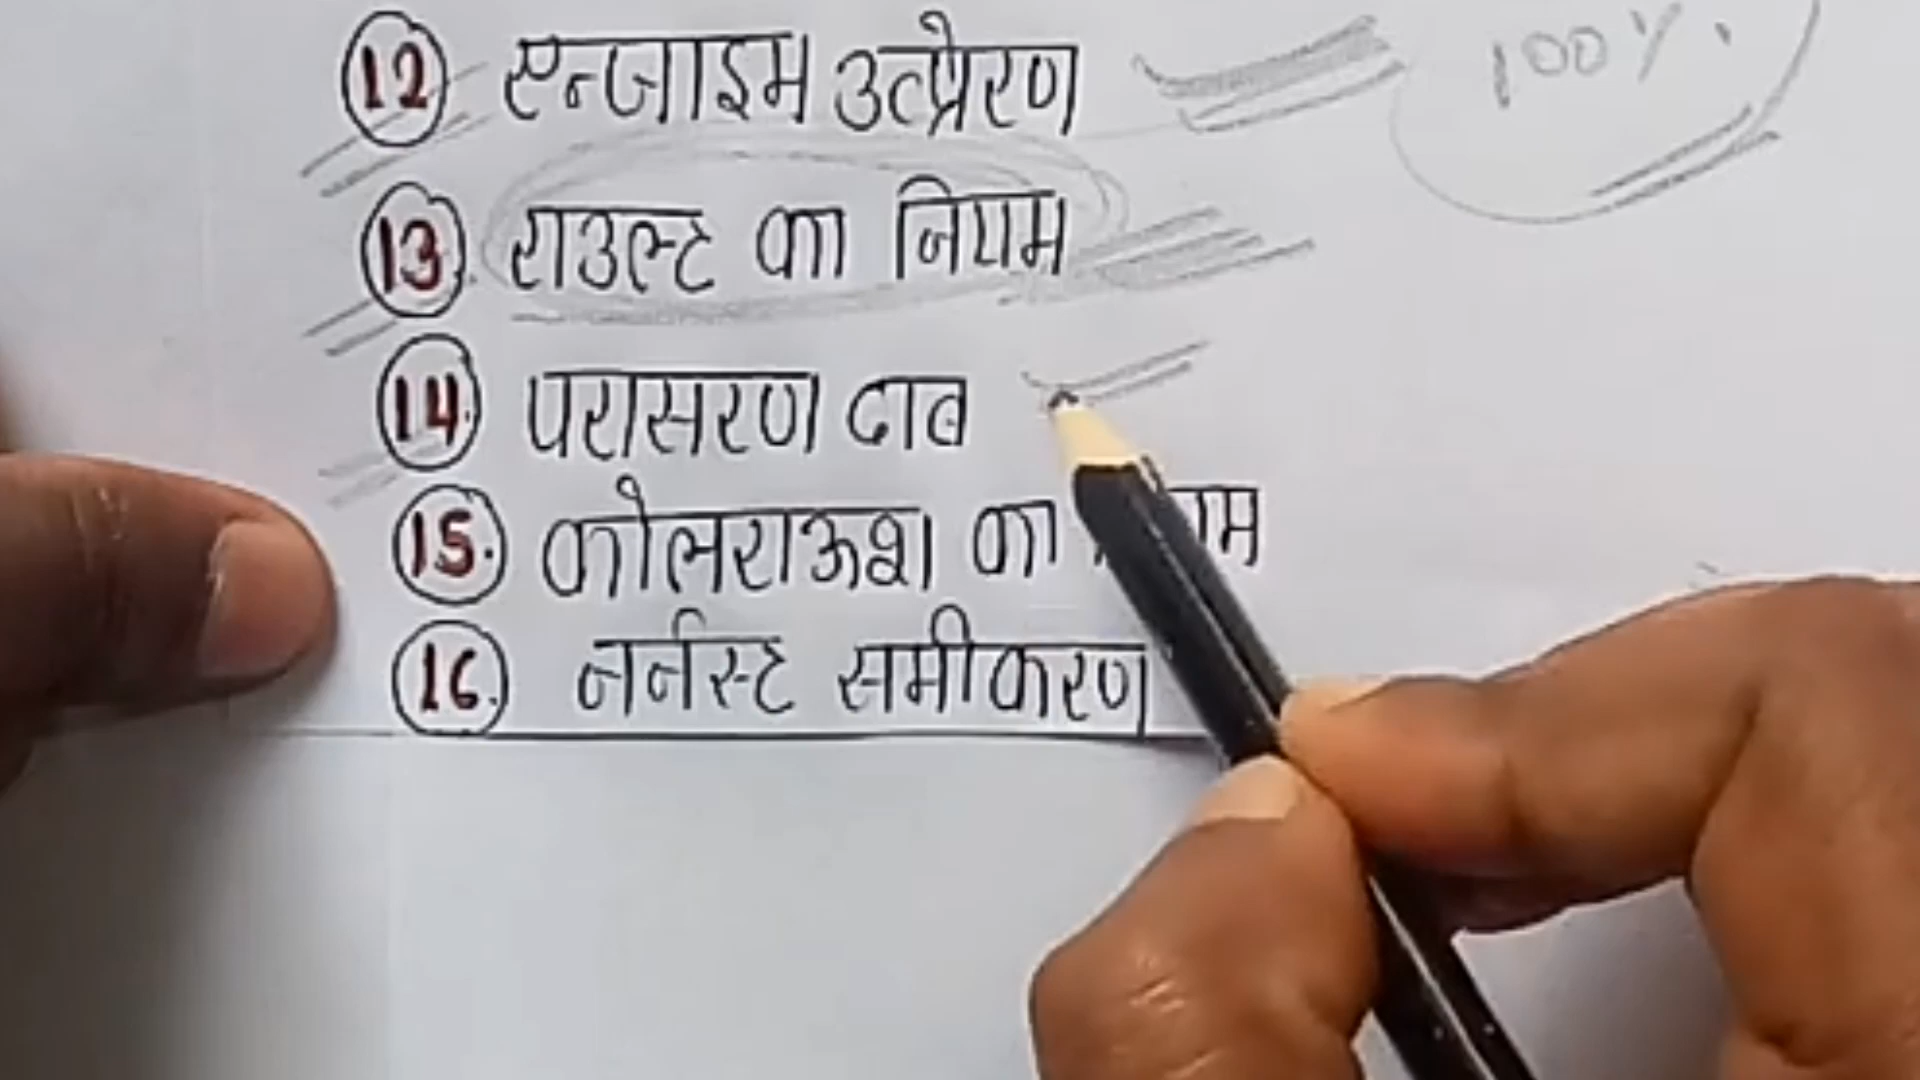 100%.
12 एन्जाइम उत्प्रेरण
13. राउल्ट का नियम
14. परासरण दाब
15. कोलराऊश का
16. नर्नस्ट समीकरण